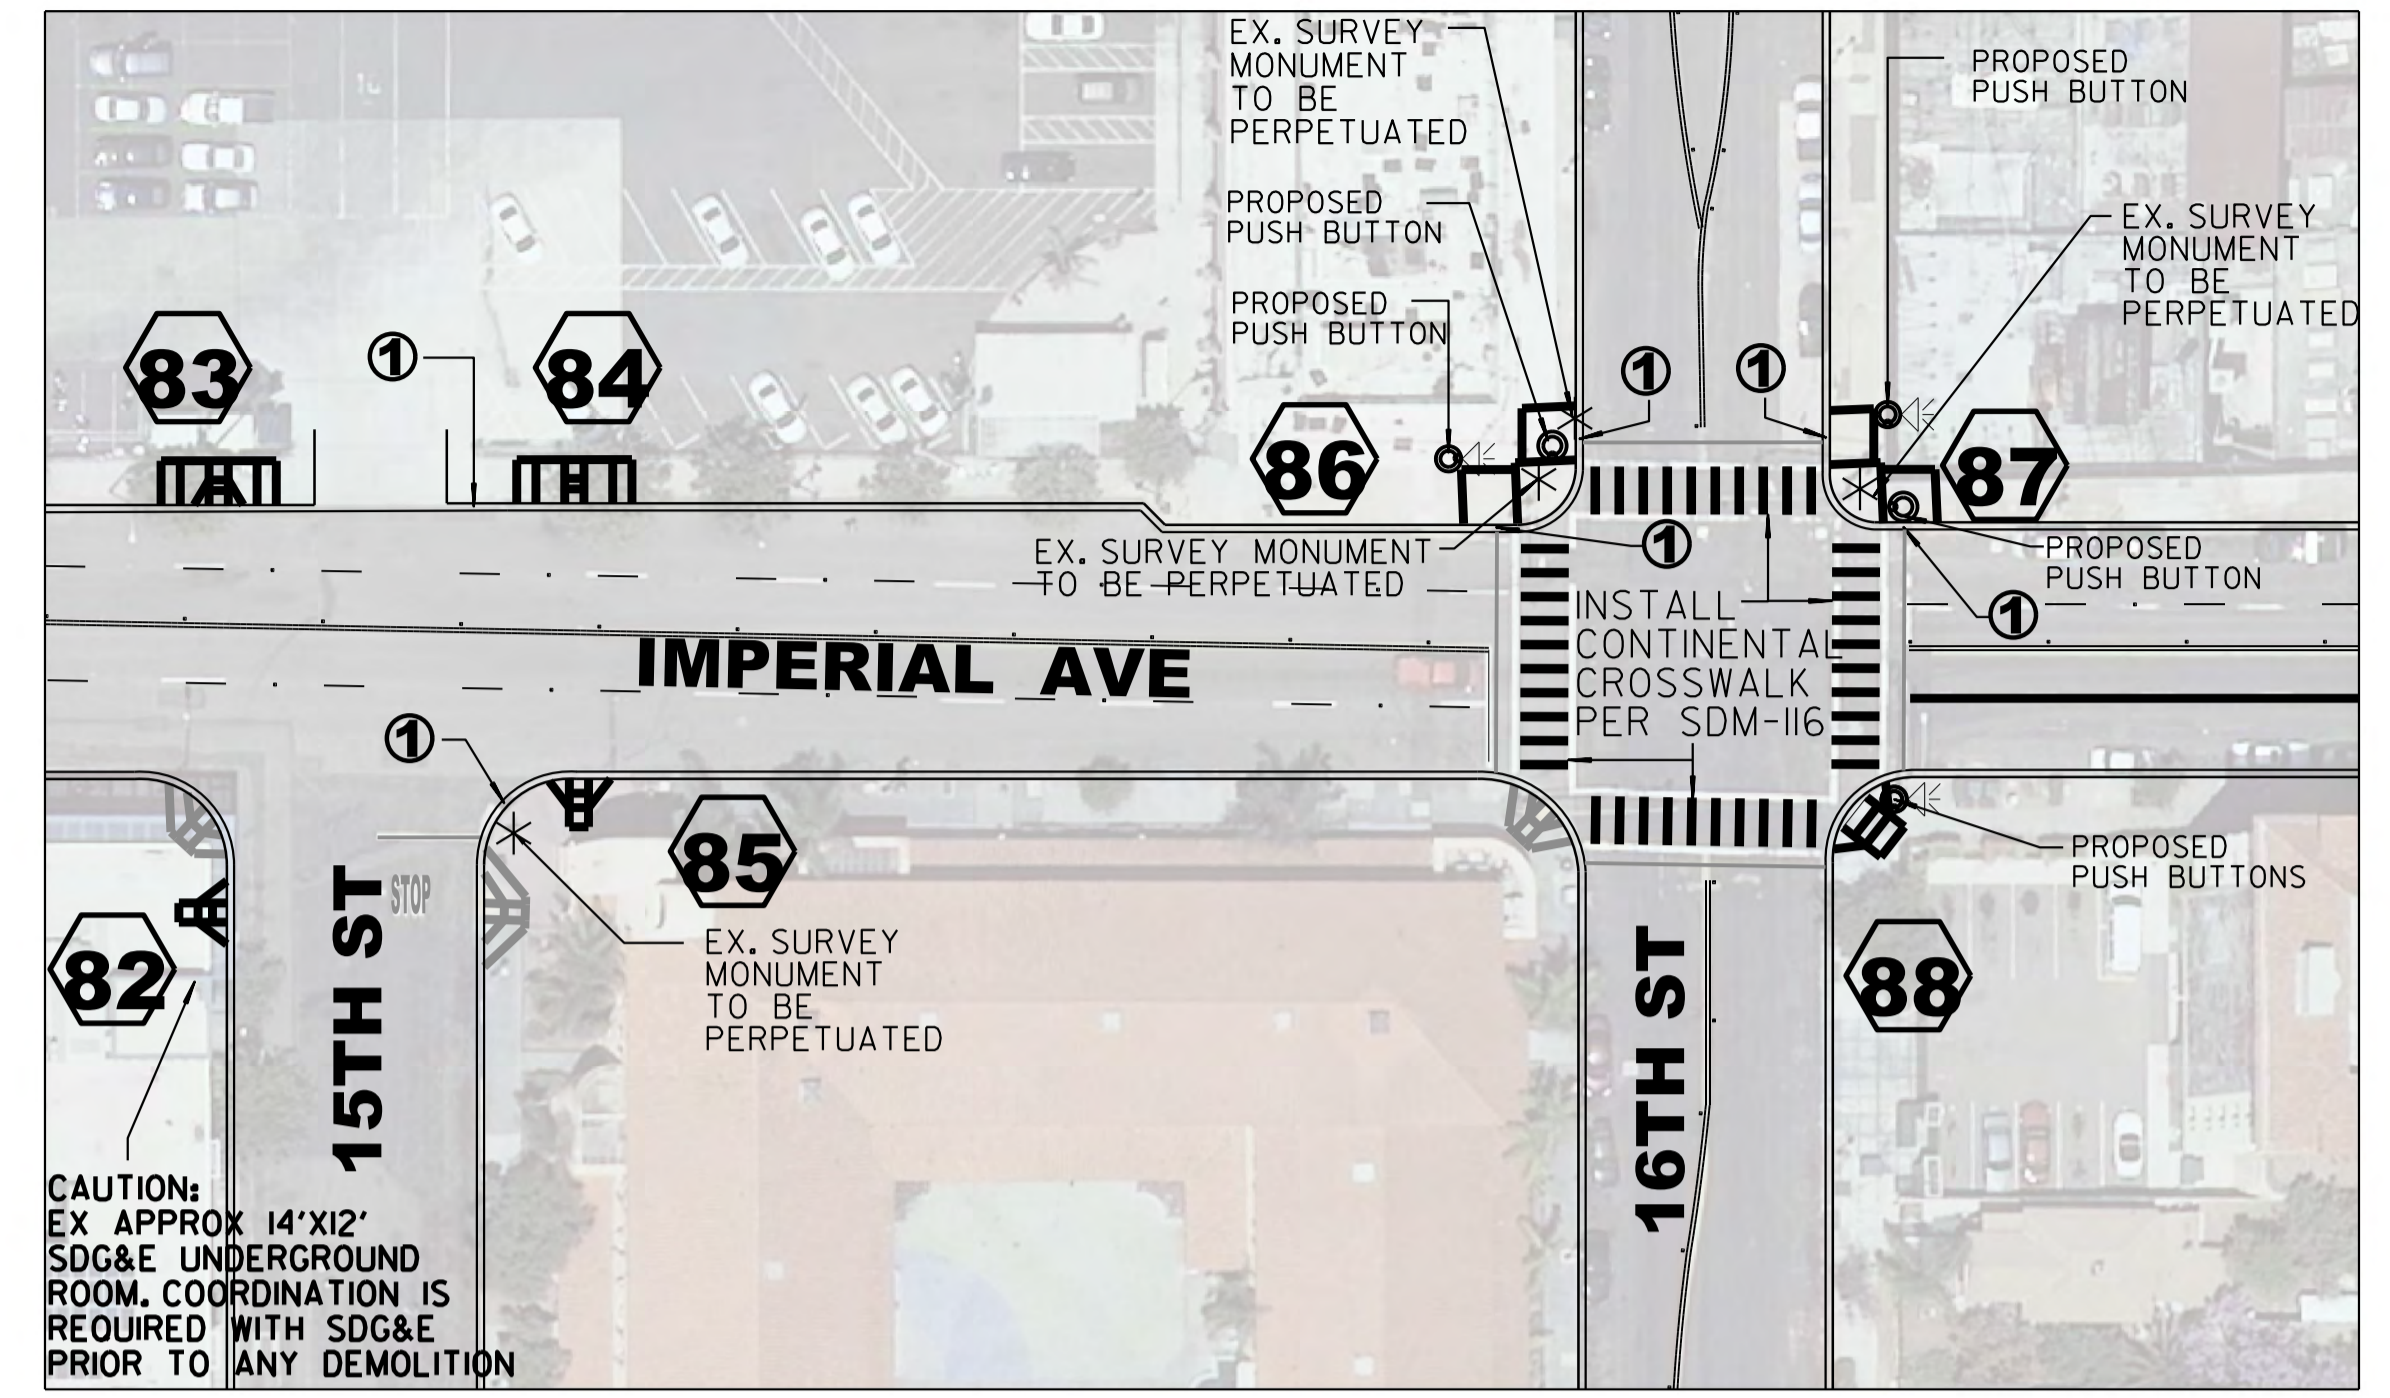 EX. SURVEY
MONUMENT
TO BE
PERPETUATED
PROPOSED
PUSH BUTTON
PROPOSED
PUSH BUTTON
PROPOSED
PUSH BUTTON
EX. SURVEY
MONUMENT
TO BE
PERPETUATED
83
1
84
86
1
1
87
EX. SURVEY MONUMENT
TO BE PERPETUATED
1
PROPOSED
PUSH BUTTON
1
INSTALL
CONTINENTAL
CROSSWALK
PER SDM-116
IMPERIAL AVE
1
85
STOP
EX. SURVEY
MONUMENT
TO BE
PERPETUATED
PROPOSED
PUSH BUTTONS
82
88
15TH ST
16TH ST
CAUTION:
EX APPROX 14'X12'
SDG&E UNDERGROUND
ROOM. COORDINATION IS
REQUIRED WITH SDG&E
PRIOR TO ANY DEMOLITION